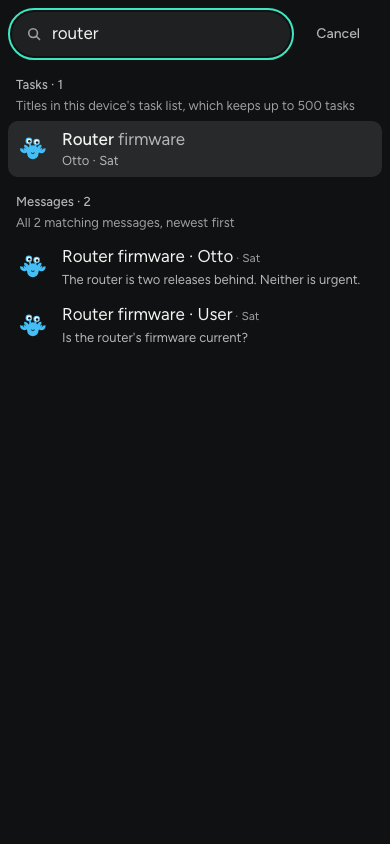 router
Cancel
Tasks · 1
Titles in this device's task list, which keeps up to 500 tasks
Router firmware
Otto · Sat
Messages · 2
All 2 matching messages, newest first
Router firmware · Otto · Sat
The router is two releases behind. Neither is urgent.
Router firmware · User · Sat
Is the router's firmware current?